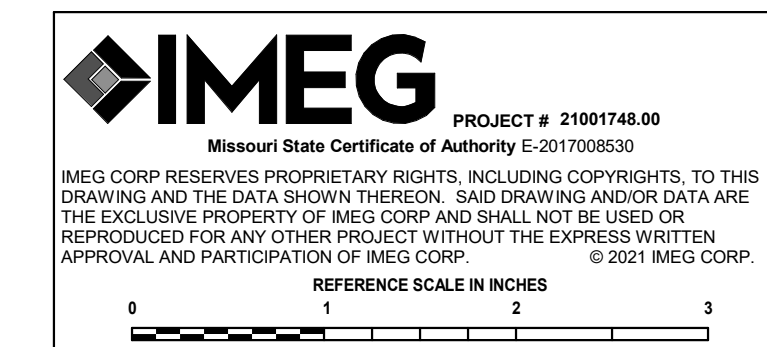 IMEG
PROJECT # 21001748.00
Missouri State Certificate of Authority E-2017008530
IMEG CORP RESERVES PROPRIETARY RIGHTS, INCLUDING COPYRIGHTS, TO THIS
DRAWING AND THE DATA SHOWN THEREON. SAID DRAWING AND/OR DATA ARE
THE EXCLUSIVE PROPERTY OF IMEG CORP AND SHALL NOT BE USED OR
REPRODUCED FOR ANY OTHER PROJECT WITHOUT THE EXPRESS WRITTEN
APPROVAL AND PARTICIPATION OF IMEG CORP. © 2021 IMEG CORP.
REFERENCE SCALE IN INCHES
0 1 2 3